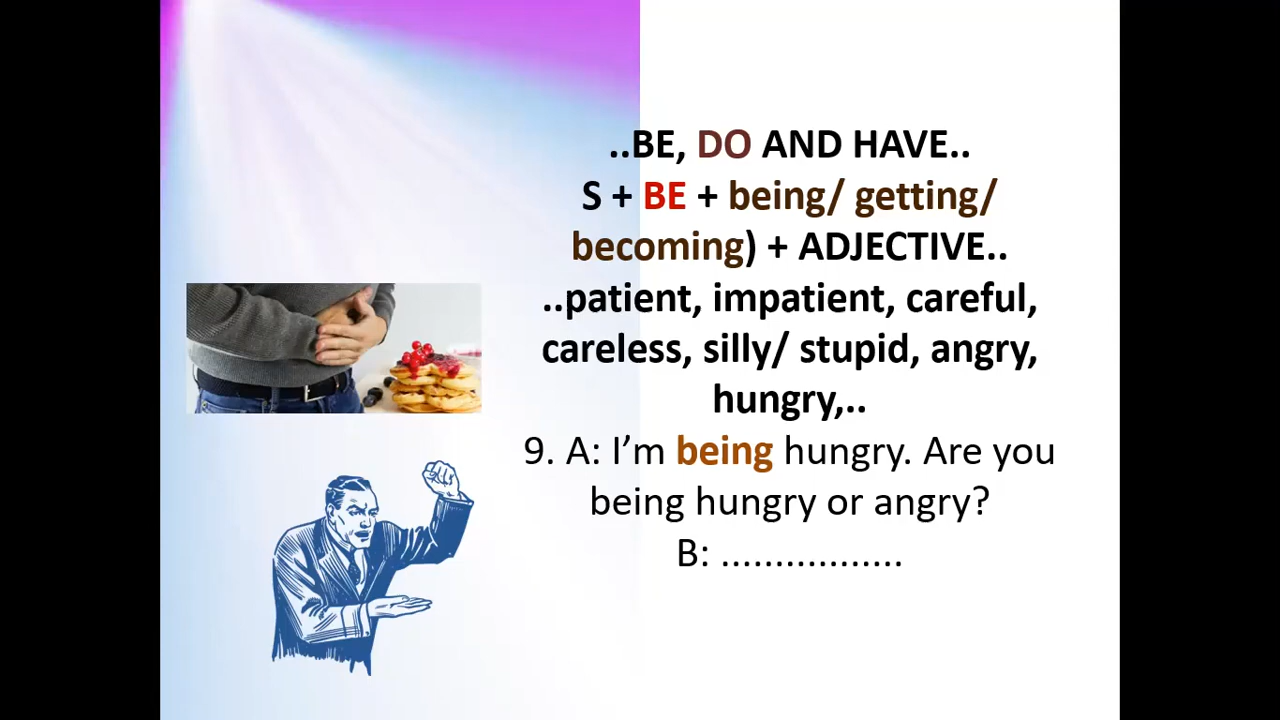 ..BE, DO AND HAVE..
S + BE + being/ getting/
becoming) + ADJECTIVE..
..patient, impatient, careful,
careless, silly/ stupid, angry,
hungry,..
9. A: I’m being hungry. Are you
being hungry or angry?
B: .................